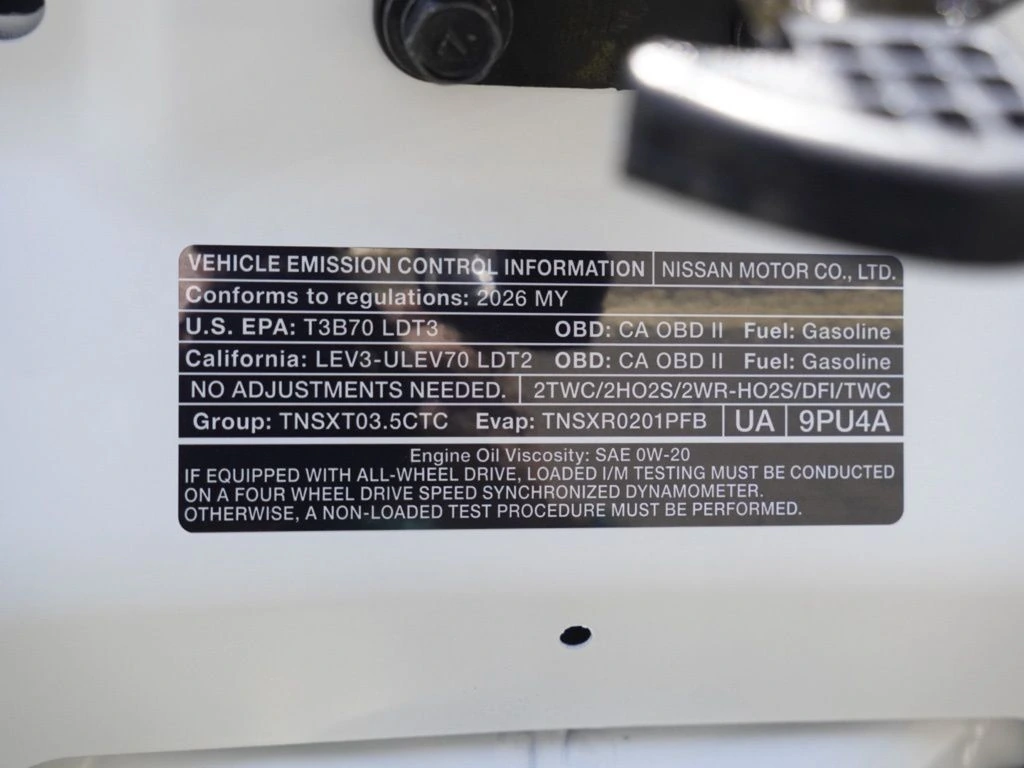 VEHICLE EMISSION CONTROL INFORMATION NISSAN MOTOR CO., LTD.
Conforms to regulations: 2026 MY
U.S. EPA: T3B70 LDT3 OBD: CA OBD II Fuel: Gasoline
California: LEV3-ULEV70 LDT2 OBD: CA OBD II Fuel: Gasoline
NO ADJUSTMENTS NEEDED. 2TWC/2HO2S/2WR-HO2S/DFI/TWC
Group: TNSXT03.5CTC Evap: TNSXR0201PFB UA 9PU4A
Engine Oil Viscosity: SAE 0W-20
IF EQUIPPED WITH ALL-WHEEL DRIVE, LOADED I/M TESTING MUST BE CONDUCTED
ON A FOUR WHEEL DRIVE SPEED SYNCHRONIZED DYNAMOMETER.
OTHERWISE, A NON-LOADED TEST PROCEDURE MUST BE PERFORMED.